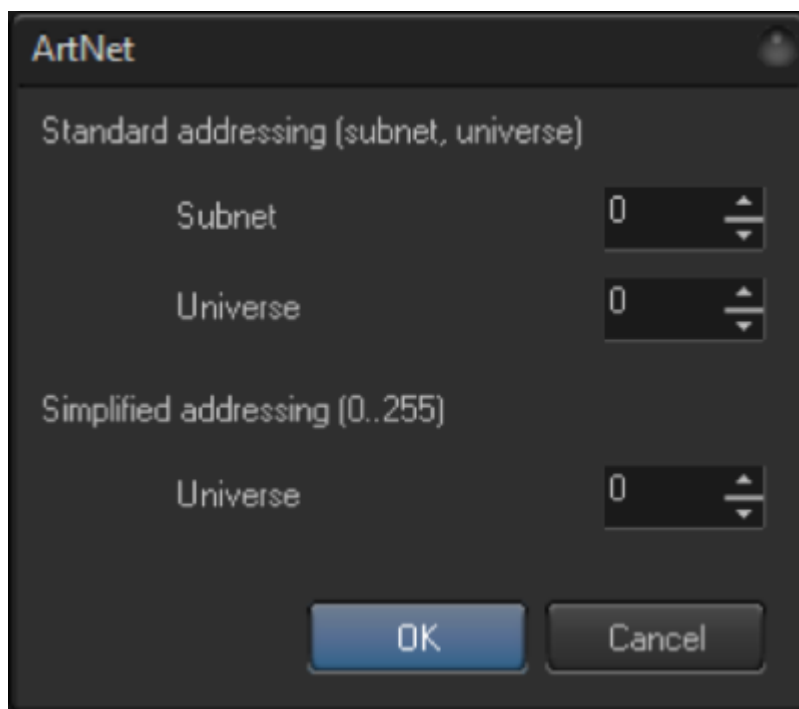 ArtNet
Standard addressing (subnet, universe)
Subnet 0
Universe 0
Simplified addressing (0..255)
Universe 0
OK Cancel